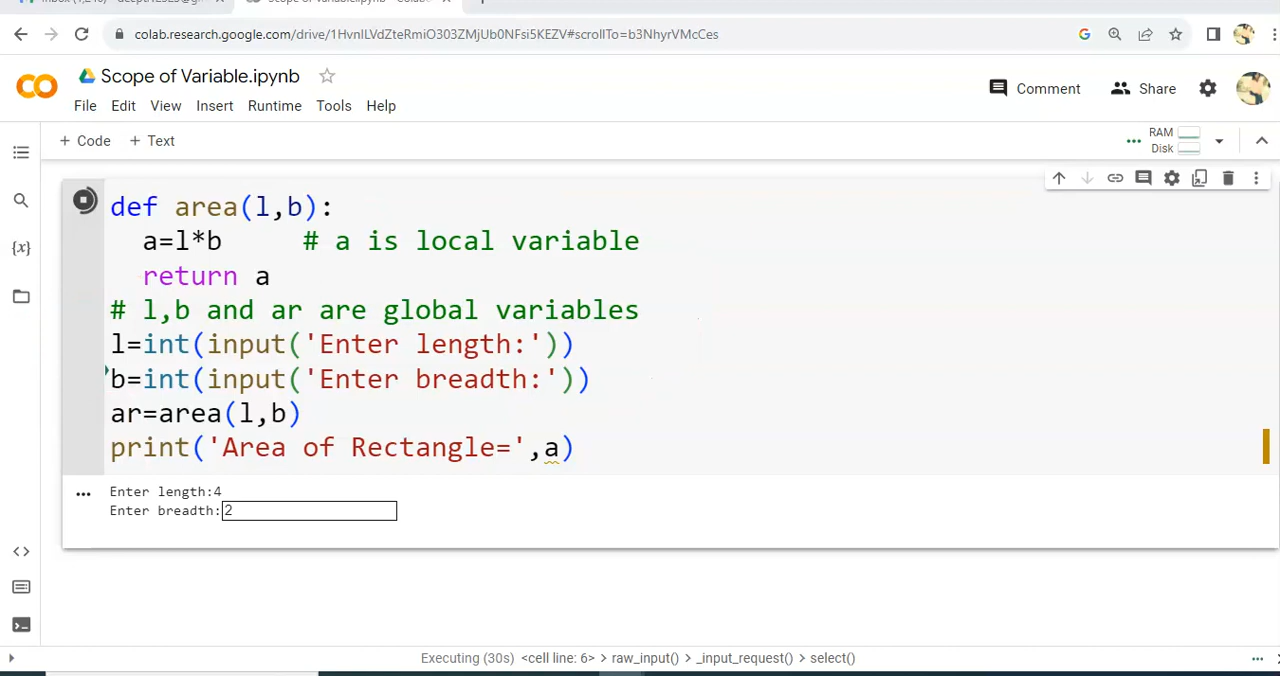 colab.research.google.com/drive/1HvnILVdZteRmiO303ZMjUb0NFsi5KEZV#scrollTo=b3NhyrVMcCes
Scope of Variable.ipynb
Comment
Share
File Edit View Insert Runtime Tools Help
+ Code + Text
RAM
Disk
{x}
def area(l,b):
a=l*b # a is local variable
return a
# l,b and ar are global variables
l=int(input('Enter length:'))
b=int(input('Enter breadth:'))
ar=area(l,b)
print('Area of Rectangle=',a)
Enter length:4
Enter breadth:2
Executing (30s) <cell line: 6> > raw_input() > _input_request() > select()